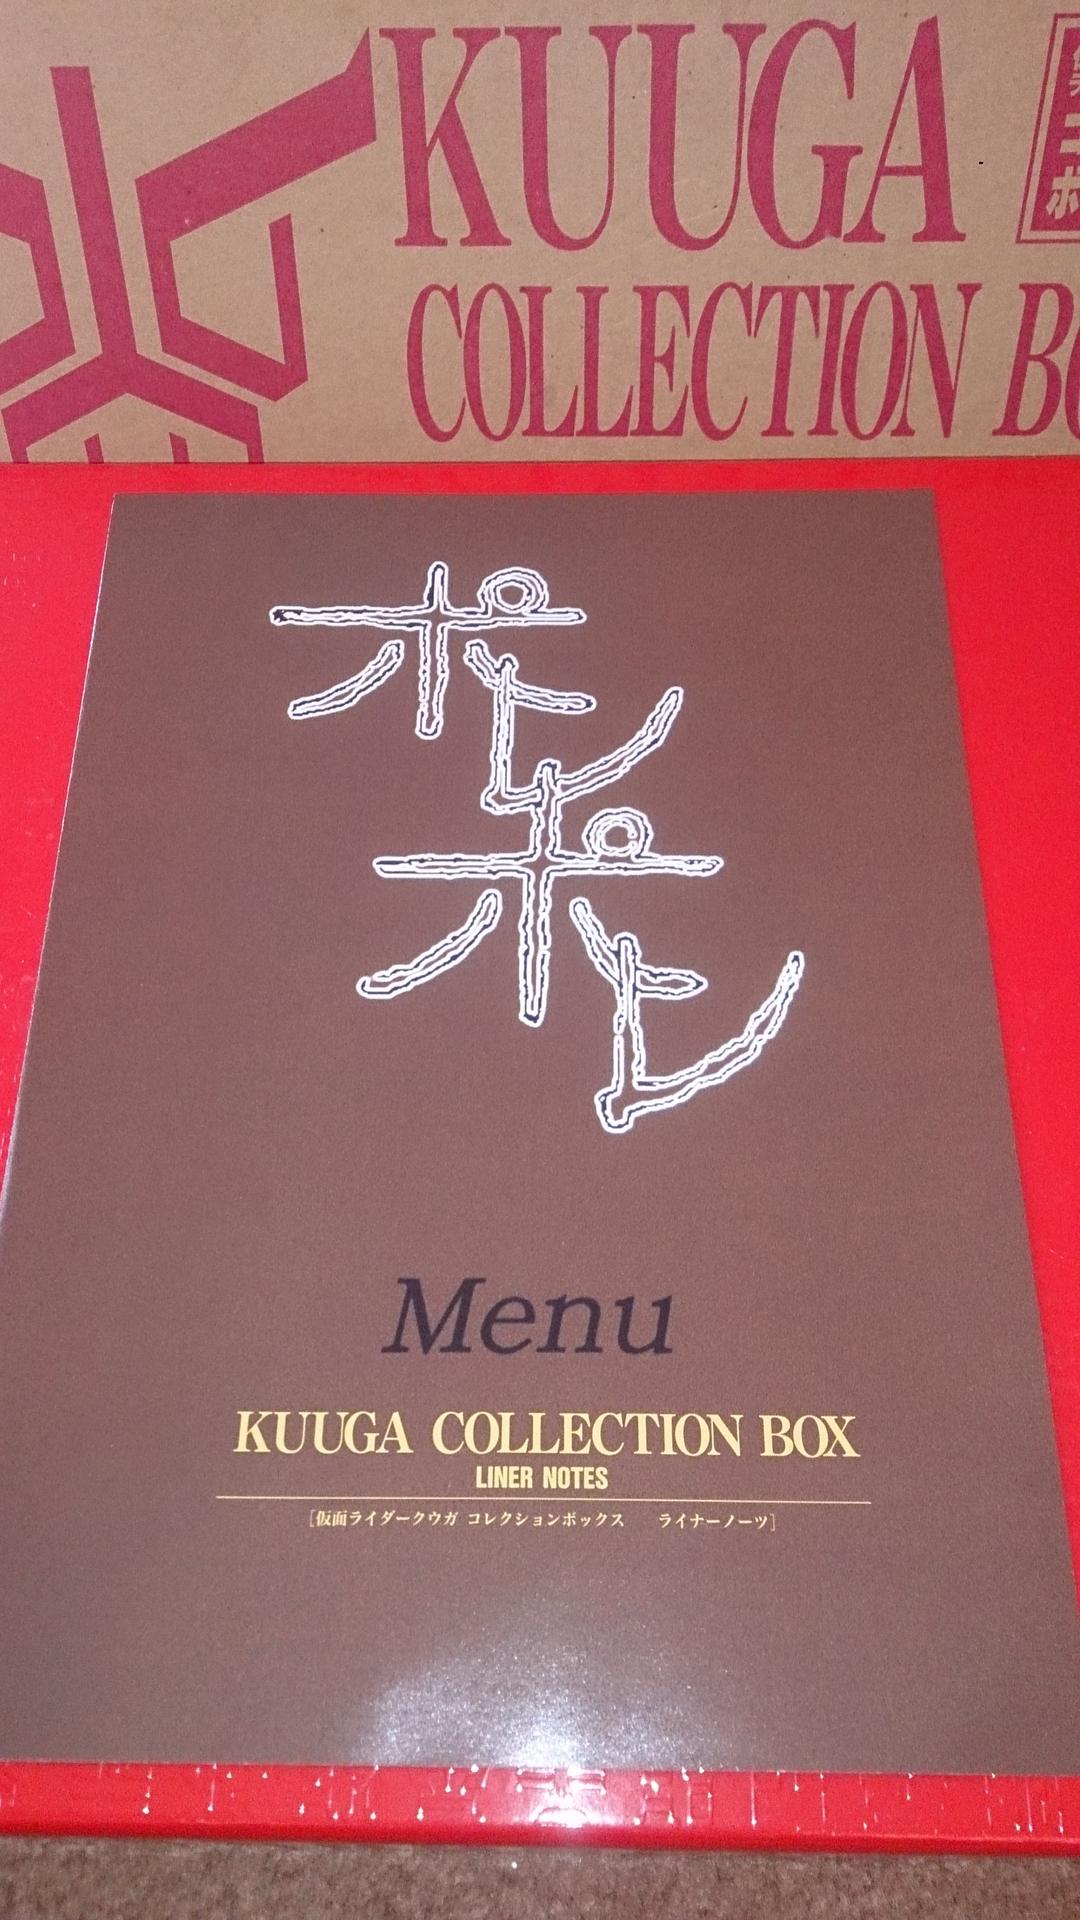 KUUGA
COLLECTION
ポレポレ
Menu
KUUGA COLLECTION BOX
LINER NOTES
[仮面ライダークウガ コレクションボックス　ライナーノーツ]